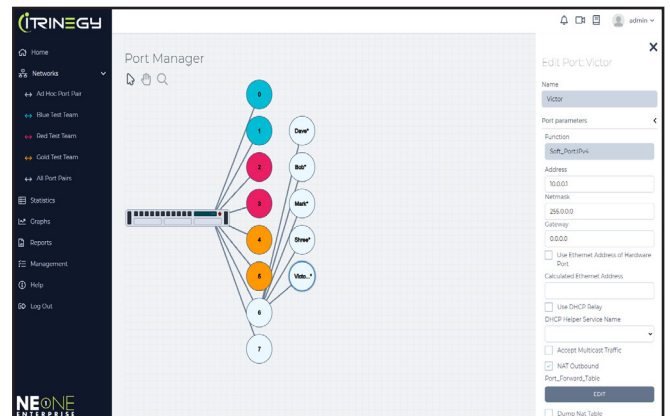 iTRINEGY
admin
Home
Networks
Ad Hoc Port Pair
Blue Test Team
Red Test Team
Gold Test Team
All Port Pairs
Statistics
Graphs
Reports
Management
Help
Log Out
NE ONE
ENTERPRISE
Port Manager
0
1
2
3
4
5
6
7
Dave*
Bob*
Mark*
Shree*
Victo...*
Edit Port: Victor
Name
Victor
Port parameters
Function
Soft_Port:IPv4
Address
10.0.0.1
Netmask
255.0.0.0
Gateway
0.0.0.0
Use Ethernet Address of Hardware
Port
Calculated Ethernet Address
Use DHCP Relay
DHCP Helper Service Name
Accept Multicast Traffic
NAT Outbound
Port_Forward_Table
EDIT
Dump Nat Table